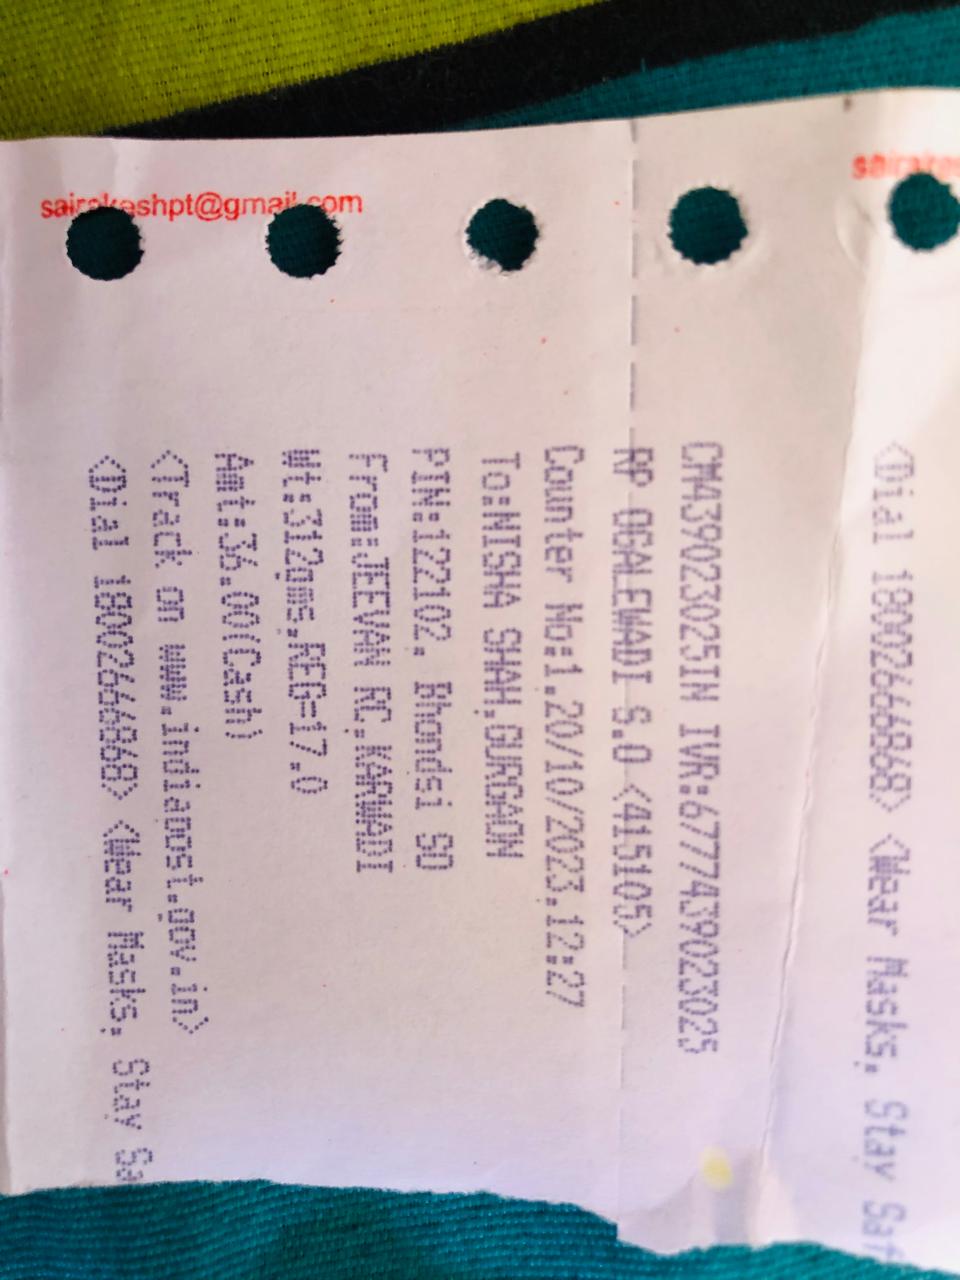 sairakeshpt@gmail.com
<Dial 18002666868> <Wear Masks, Stay Saf
CM439023025IN IVR:6777439023025
RP OGALEWADI S.O <415105>
Counter No:1,20/10/2023,12:27
To:NISHA SHAH,GURGAON
PIN:122102, Bhondsi SO
From:JEEVAN RC,KARWADI
Wt:312gms,REG=17.0
Amt:36.00(Cash)
<Track on www.indiapost.gov.in>
<Dial 18002666868> <Wear Masks, Stay Sa